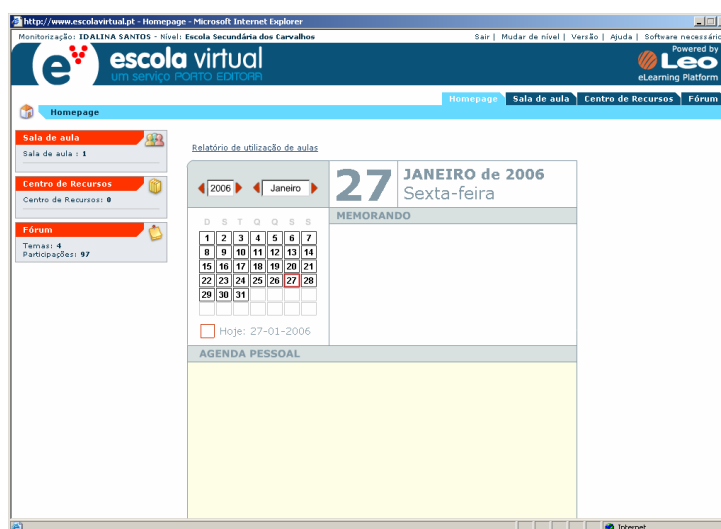 http://www.escolavirtual.pt - Homepage - Microsoft Internet Explorer
Monitorização: IDALINA SANTOS - Nível: Escola Secundária dos Carvalhos
Sair | Mudar de nível | Versão | Ajuda | Software necessário
e
escola virtual
um serviço PORTO EDITORA
Powered by
Leo
eLearning Platform
Homepage Sala de aula Centro de Recursos Fórum
Homepage
Sala de aula
Sala de aula : 1
Centro de Recursos
Centro de Recursos: 0
Fórum
Temas: 4
Participações: 97
Relatório de utilização de aulas
2006 Janeiro
27
JANEIRO de 2006
Sexta-feira
MEMORANDO
D S T Q Q S S
1 2 3 4 5 6 7
8 9 10 11 12 13 14
15 16 17 18 19 20 21
22 23 24 25 26 27 28
29 30 31
Hoje: 27-01-2006
AGENDA PESSOAL
Internet